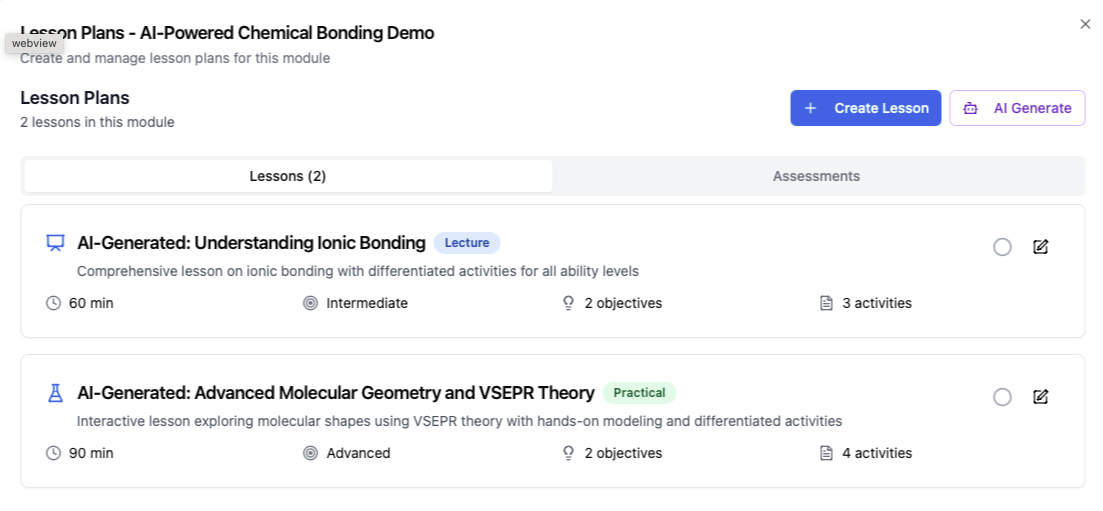 Lesson Plans - AI-Powered Chemical Bonding Demo
webview
Create and manage lesson plans for this module
Lesson Plans
2 lessons in this module
Create Lesson
AI Generate
Lessons (2)
Assessments
AI-Generated: Understanding Ionic Bonding Lecture
Comprehensive lesson on ionic bonding with differentiated activities for all ability levels
60 min Intermediate 2 objectives 3 activities
AI-Generated: Advanced Molecular Geometry and VSEPR Theory Practical
Interactive lesson exploring molecular shapes using VSEPR theory with hands-on modeling and differentiated activities
90 min Advanced 2 objectives 4 activities